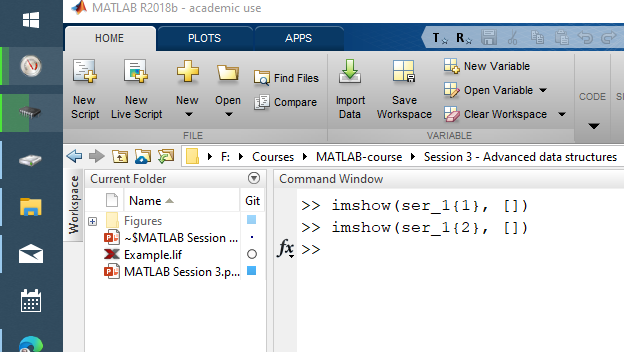 MATLAB R2018b - academic use
HOME PLOTS APPS
New Script
New Live Script
New
Open
Find Files
Compare
Import Data
Save Workspace
New Variable
Open Variable
Clear Workspace
CODE
FILE
VARIABLE
F: Courses MATLAB-course Session 3 - Advanced data structures
Workspace
Current Folder
Name Git
Figures
~$MATLAB Session ...
Example.lif
MATLAB Session 3.p...
Command Window
>> imshow(ser_1{1}, [])
>> imshow(ser_1{2}, [])
fx >>